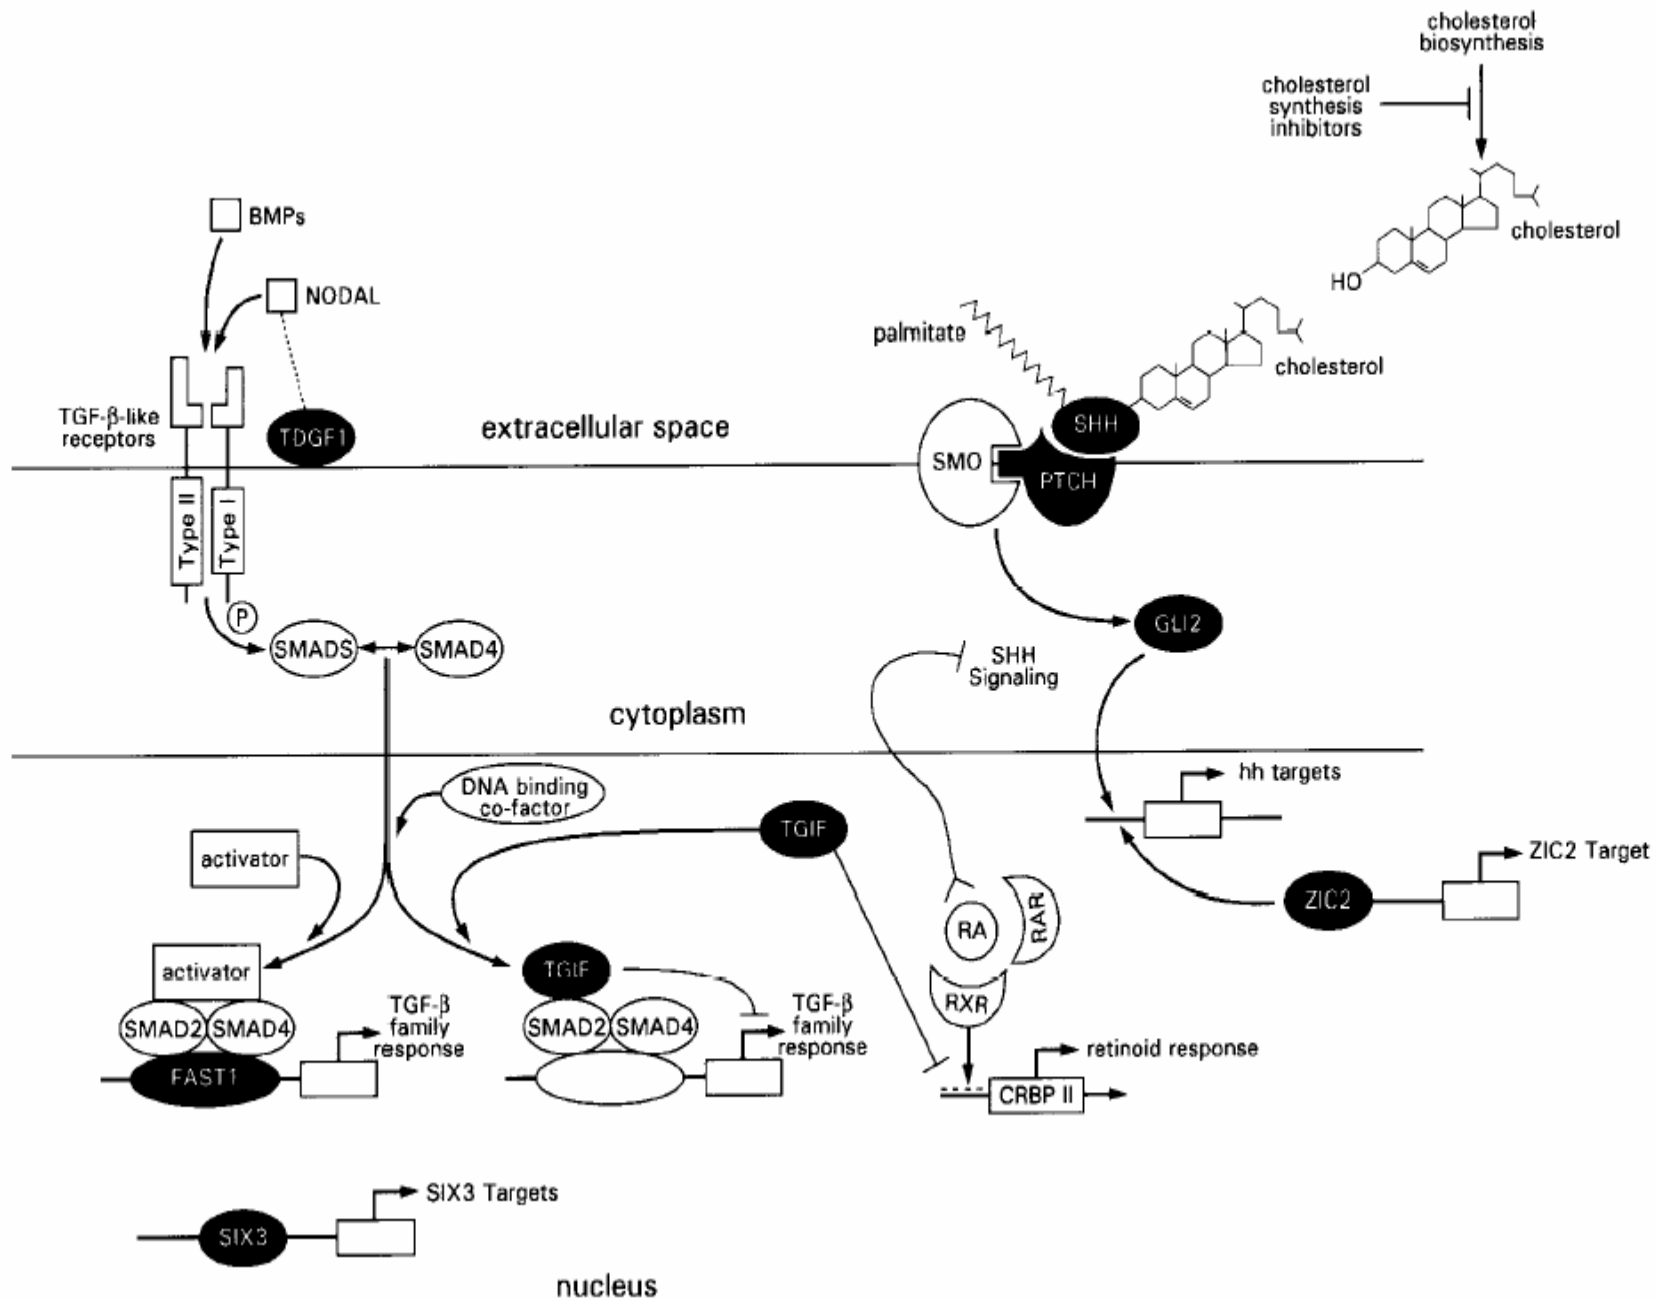 cholesterol
biosynthesis
cholesterol
synthesis
inhibitors
cholesterol
HO
BMPs
NODAL
palmitate
cholesterol
TGF-β-like
receptors
TDGF1
extracellular space
SHH
SMO
PTCH
Type II
Type I
P
SMADS
SMAD4
GLI2
SHH
Signaling
cytoplasm
DNA binding
co-factor
hh targets
TGIF
activator
ZIC2 Target
ZIC2
RA
RAR
activator
TGIF
RXR
SMAD2
SMAD4
TGF-β
family
response
SMAD2
SMAD4
TGF-β
family
response
retinoid response
FAST1
CRBP II
SIX3 Targets
SIX3
nucleus